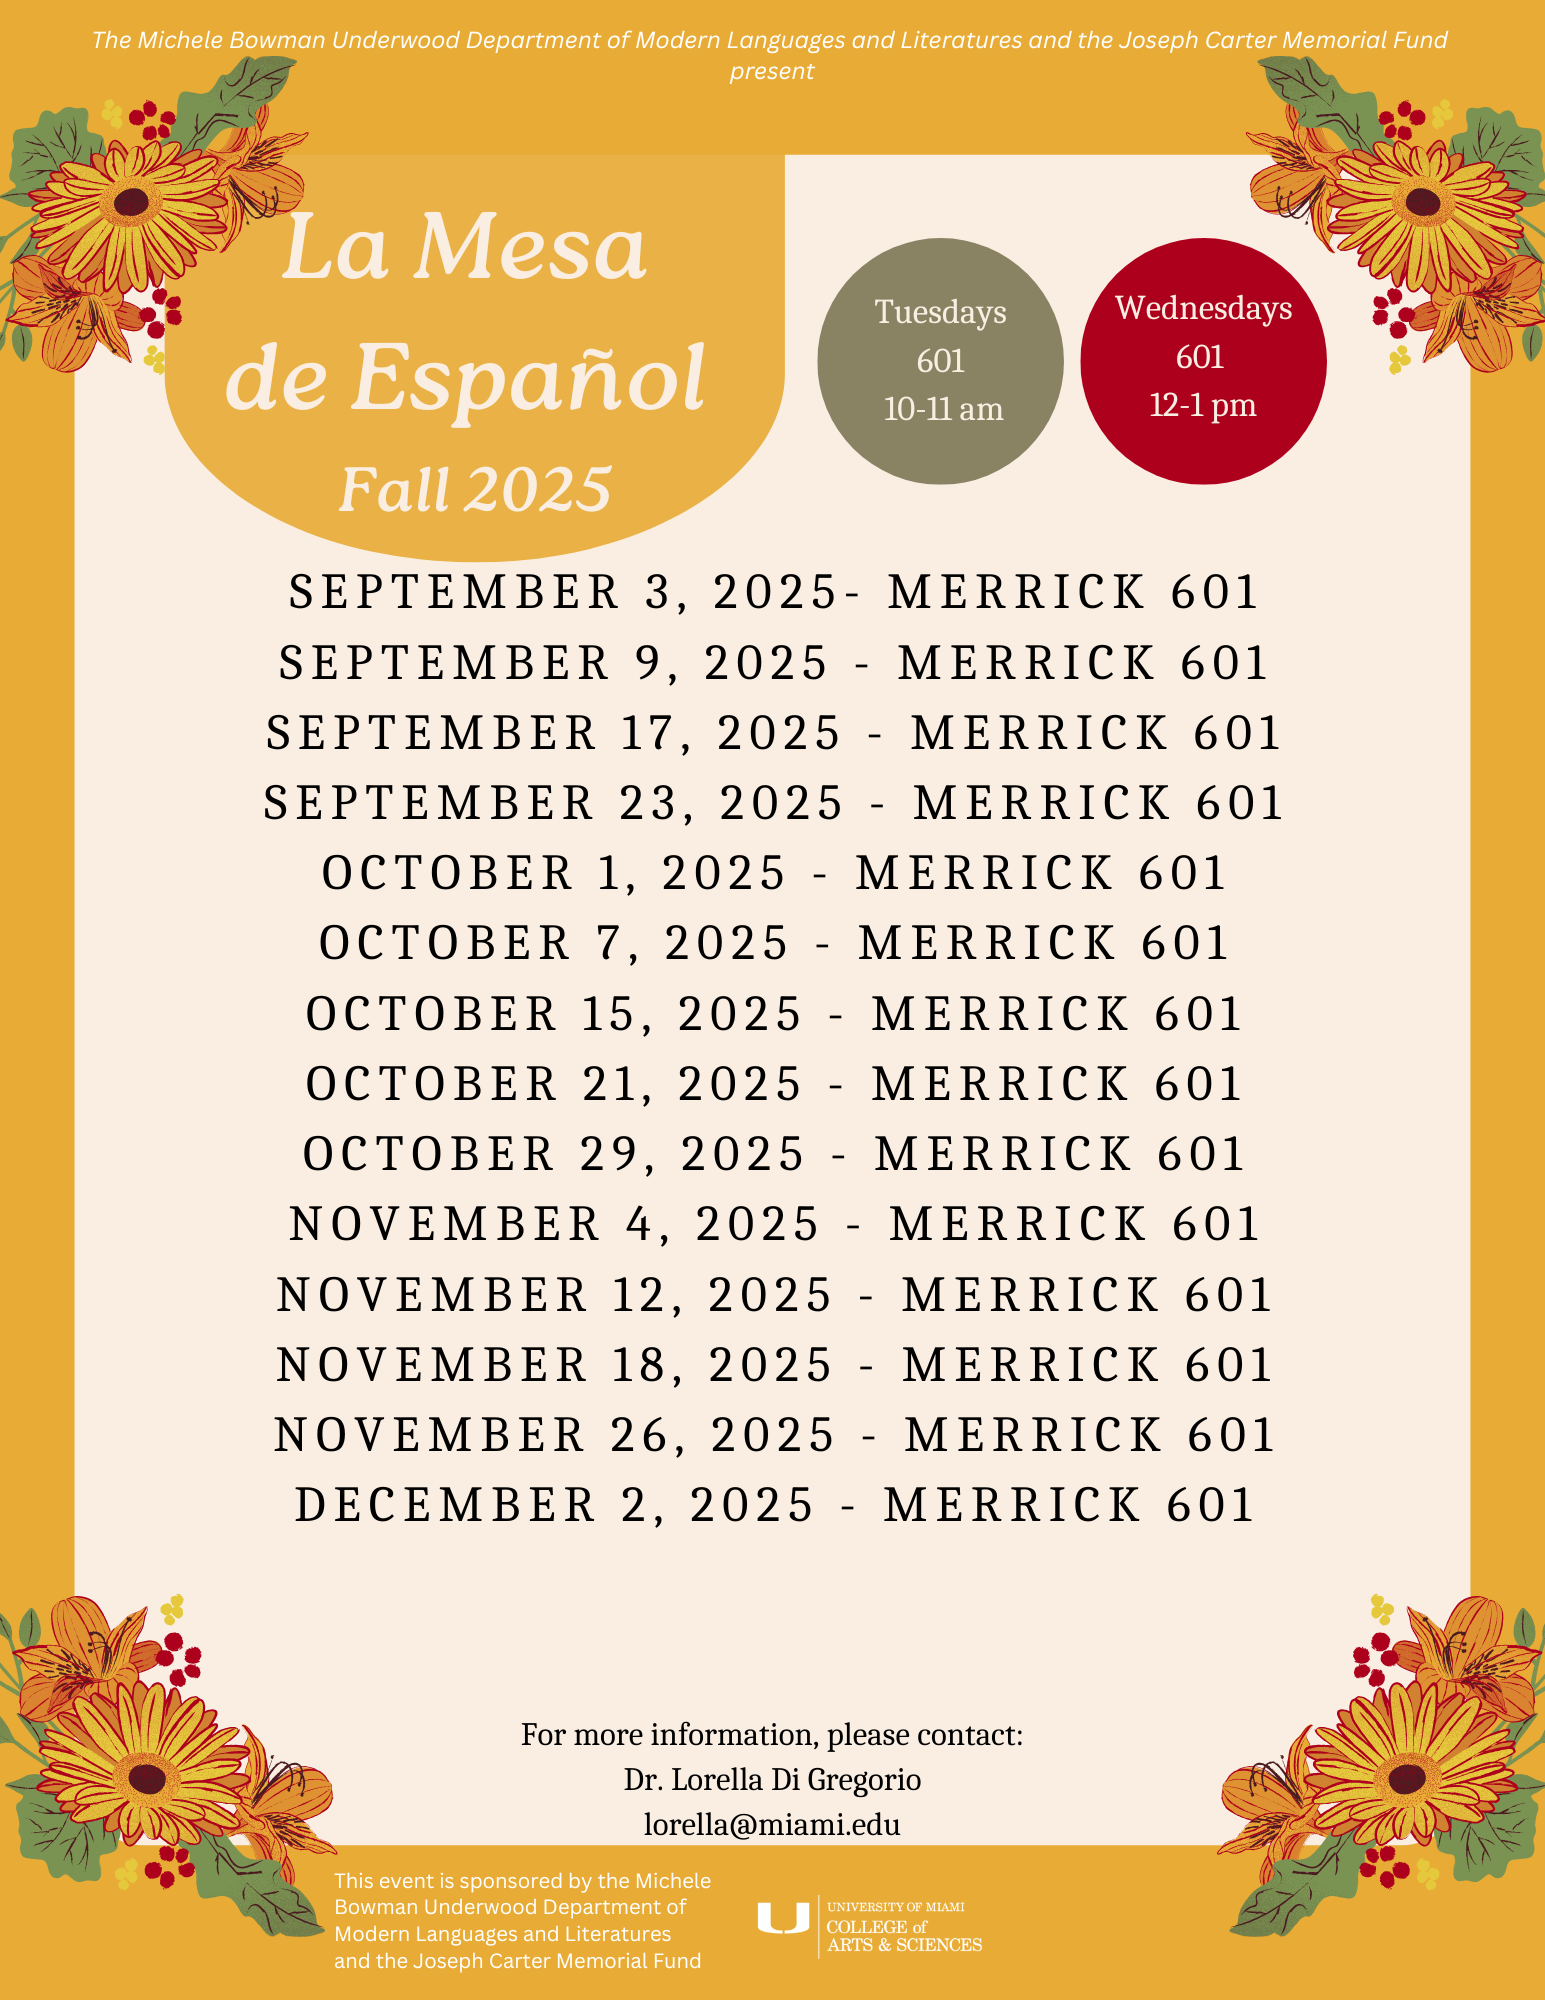 The Michele Bowman Underwood Department of Modern Languages and Literatures and the Joseph Carter Memorial Fund
present
La Mesa
de Español
Fall 2025
Tuesdays
601
10-11 am
Wednesdays
601
12-1 pm
SEPTEMBER 3, 2025- MERRICK 601
SEPTEMBER 9, 2025 - MERRICK 601
SEPTEMBER 17, 2025 - MERRICK 601
SEPTEMBER 23, 2025 - MERRICK 601
OCTOBER 1, 2025 - MERRICK 601
OCTOBER 7, 2025 - MERRICK 601
OCTOBER 15, 2025 - MERRICK 601
OCTOBER 21, 2025 - MERRICK 601
OCTOBER 29, 2025 - MERRICK 601
NOVEMBER 4, 2025 - MERRICK 601
NOVEMBER 12, 2025 - MERRICK 601
NOVEMBER 18, 2025 - MERRICK 601
NOVEMBER 26, 2025 - MERRICK 601
DECEMBER 2, 2025 - MERRICK 601
For more information, please contact:
Dr. Lorella Di Gregorio
lorella@miami.edu
This event is sponsored by the Michele
Bowman Underwood Department of
Modern Languages and Literatures
and the Joseph Carter Memorial Fund
UNIVERSITY OF MIAMI
COLLEGE of
ARTS & SCIENCES